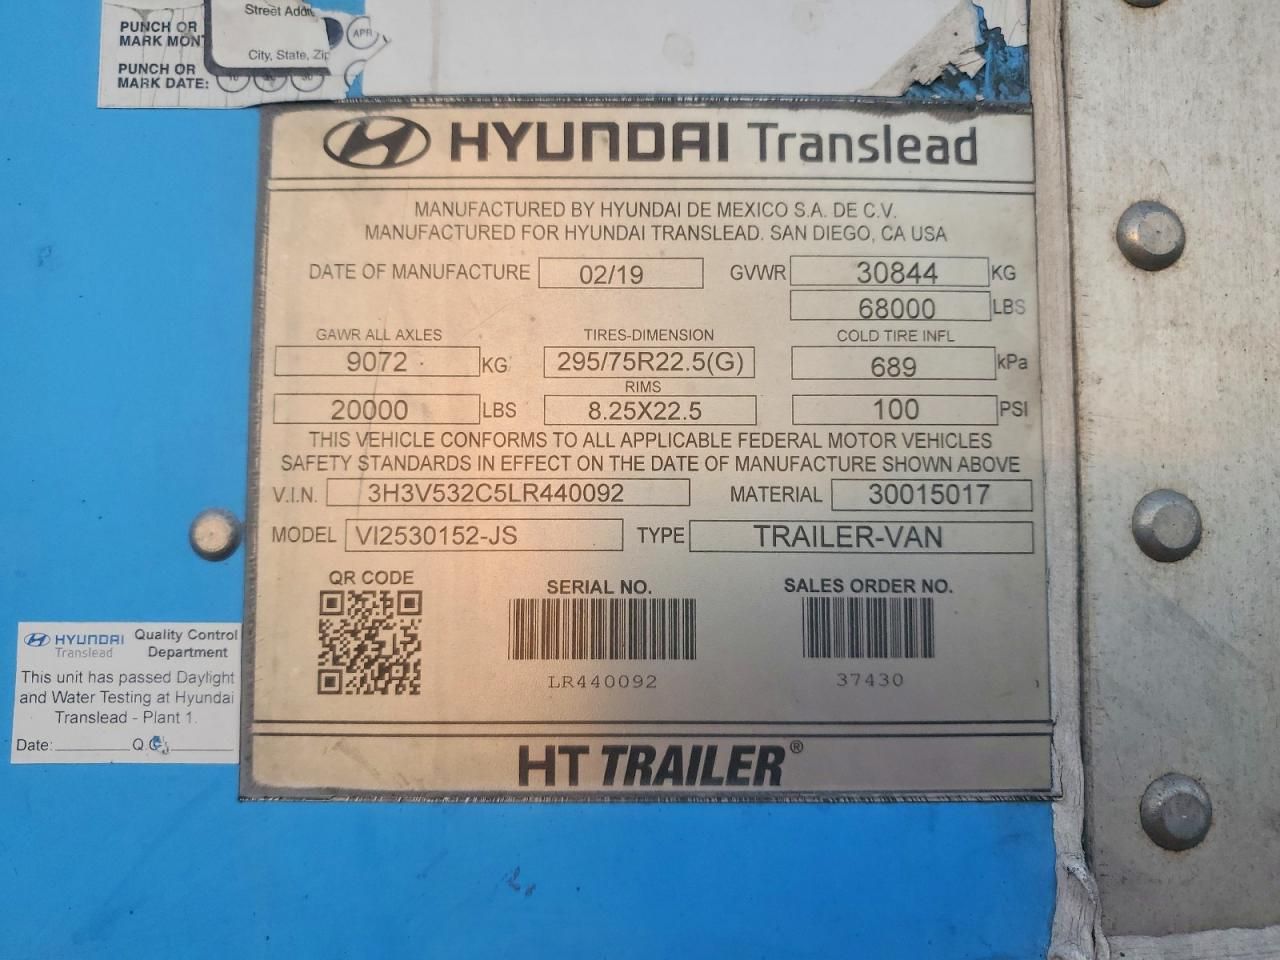 Street Addre
PUNCH OR
MARK MON
APR
City, State, Zip
PUNCH OR
MARK DATE:
HYUNDAI Translead
MANUFACTURED BY HYUNDAI DE MEXICO S.A. DE C.V.
MANUFACTURED FOR HYUNDAI TRANSLEAD. SAN DIEGO, CA USA
DATE OF MANUFACTURE 02/19 GVWR 30844 KG
68000 LBS
GAWR ALL AXLES TIRES-DIMENSION COLD TIRE INFL
9072 KG 295/75R22.5(G) 689 kPa
RIMS
20000 LBS 8.25X22.5 100 PSI
THIS VEHICLE CONFORMS TO ALL APPLICABLE FEDERAL MOTOR VEHICLES
SAFETY STANDARDS IN EFFECT ON THE DATE OF MANUFACTURE SHOWN ABOVE
V.I.N. 3H3V532C5LR440092 MATERIAL 30015017
MODEL VI2530152-JS TYPE TRAILER-VAN
QR CODE SERIAL NO. SALES ORDER NO.
LR440092 37430
HT TRAILER®
HYUNDAI Translead
Quality Control
Department
This unit has passed Daylight
and Water Testing at Hyundai
Translead - Plant 1.
Date: Q